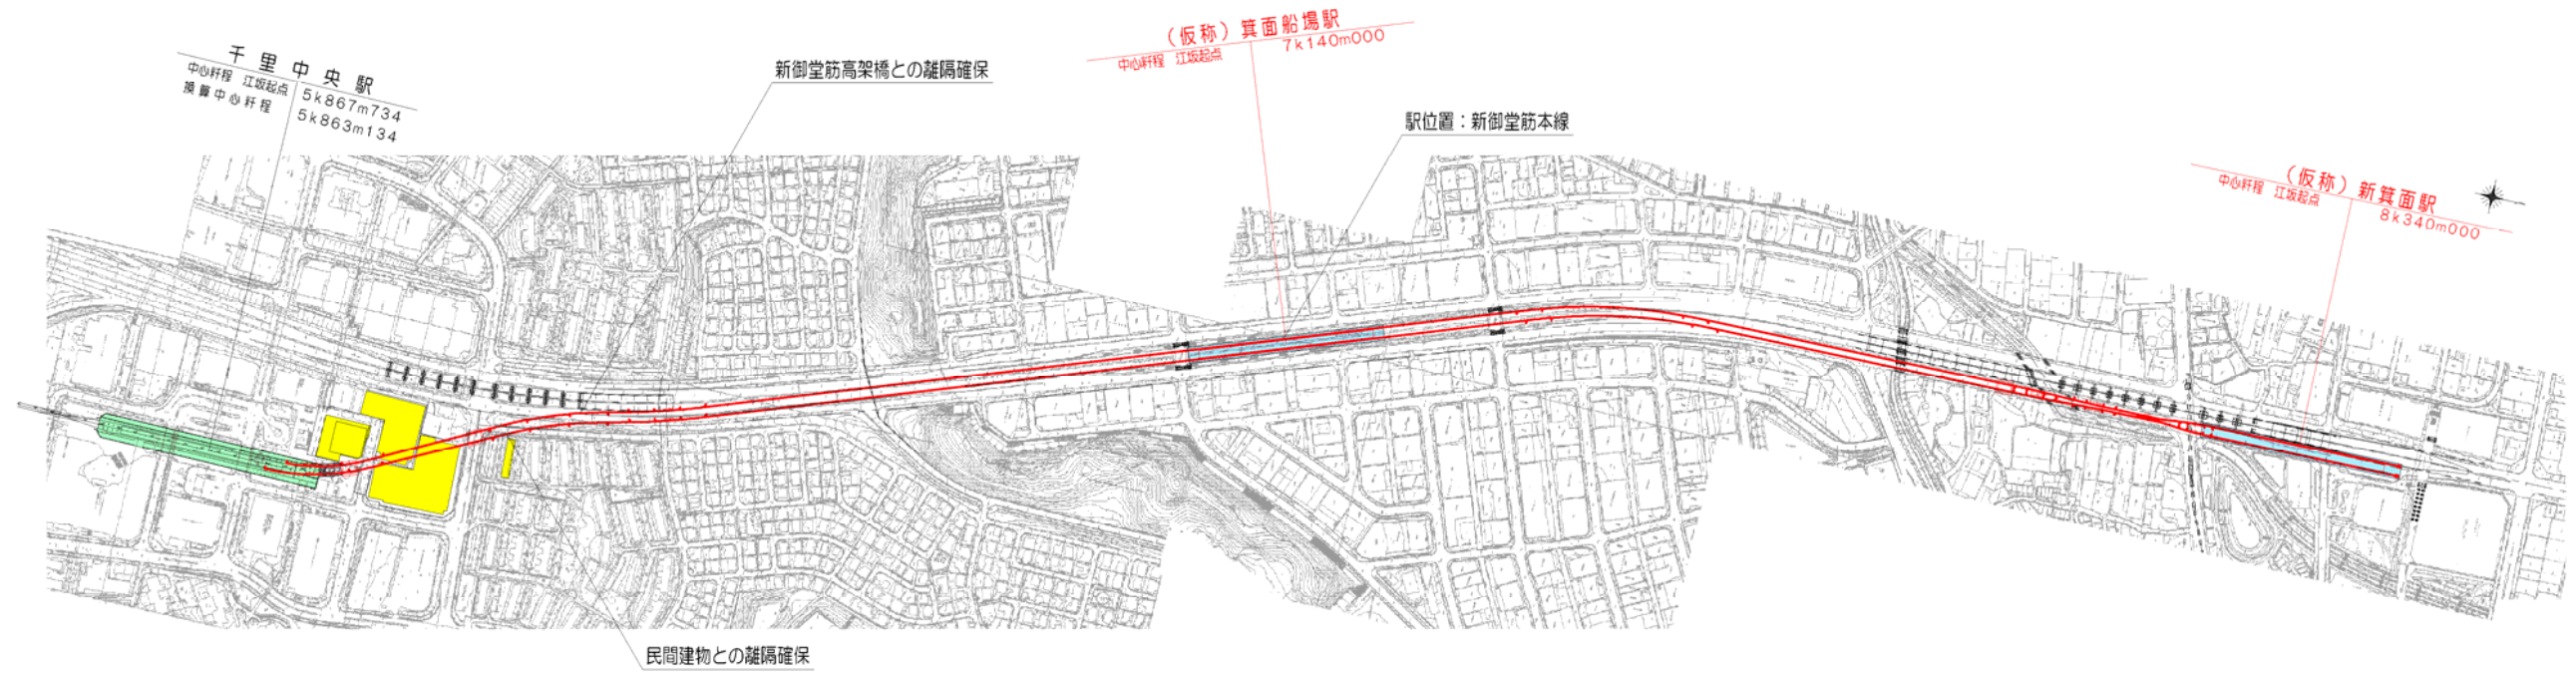 千里中央駅
中心粁程 江坂起点 5k867m734
換算中心粁程 5k863m134
新御堂筋高架橋との離隔確保
(仮称)箕面船場駅
中心粁程 江坂起点 7k140m000
駅位置:新御堂筋本線
(仮称)新箕面駅
中心粁程 江坂起点 8k340m000
民間建物との離隔確保